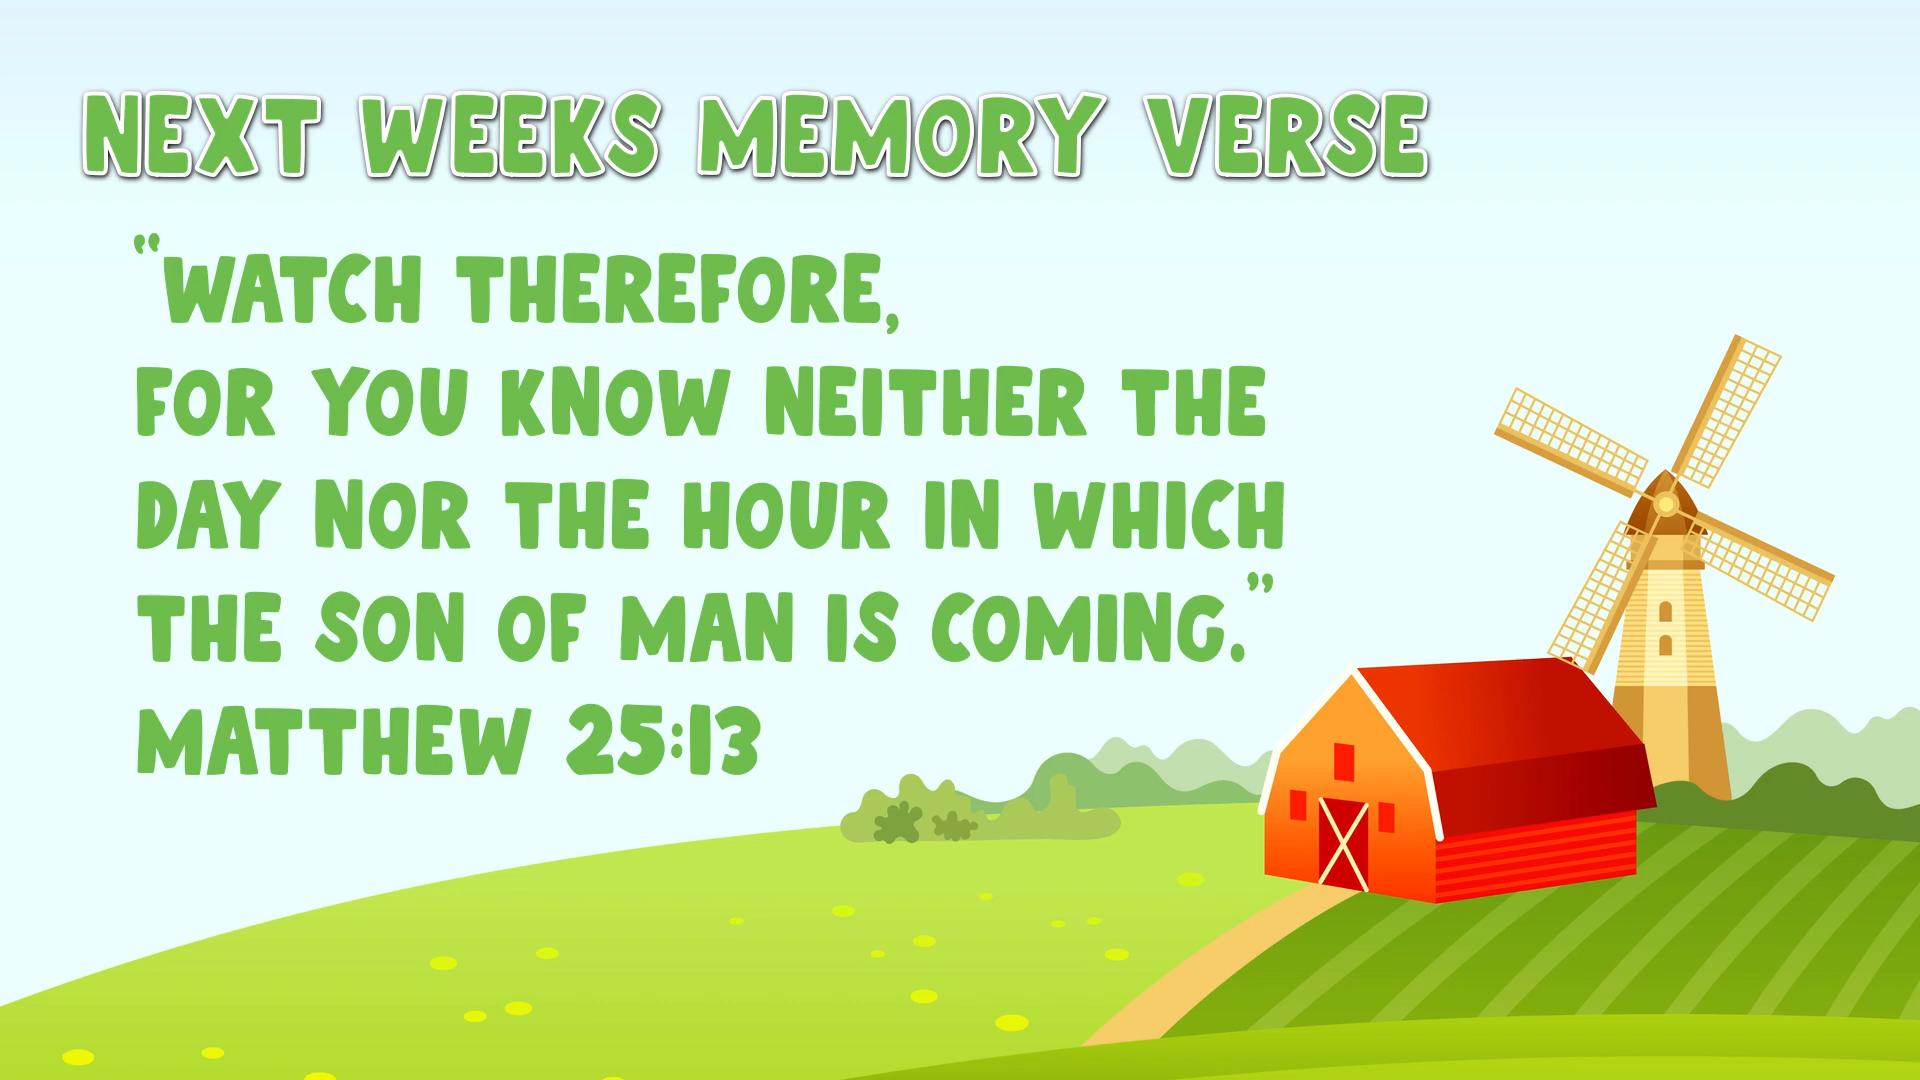 NEXT WEEKS MEMORY VERSE
"WATCH THEREFORE,
FOR YOU KNOW NEITHER THE
DAY NOR THE HOUR IN WHICH
THE SON OF MAN IS COMING."
MATTHEW 25:13